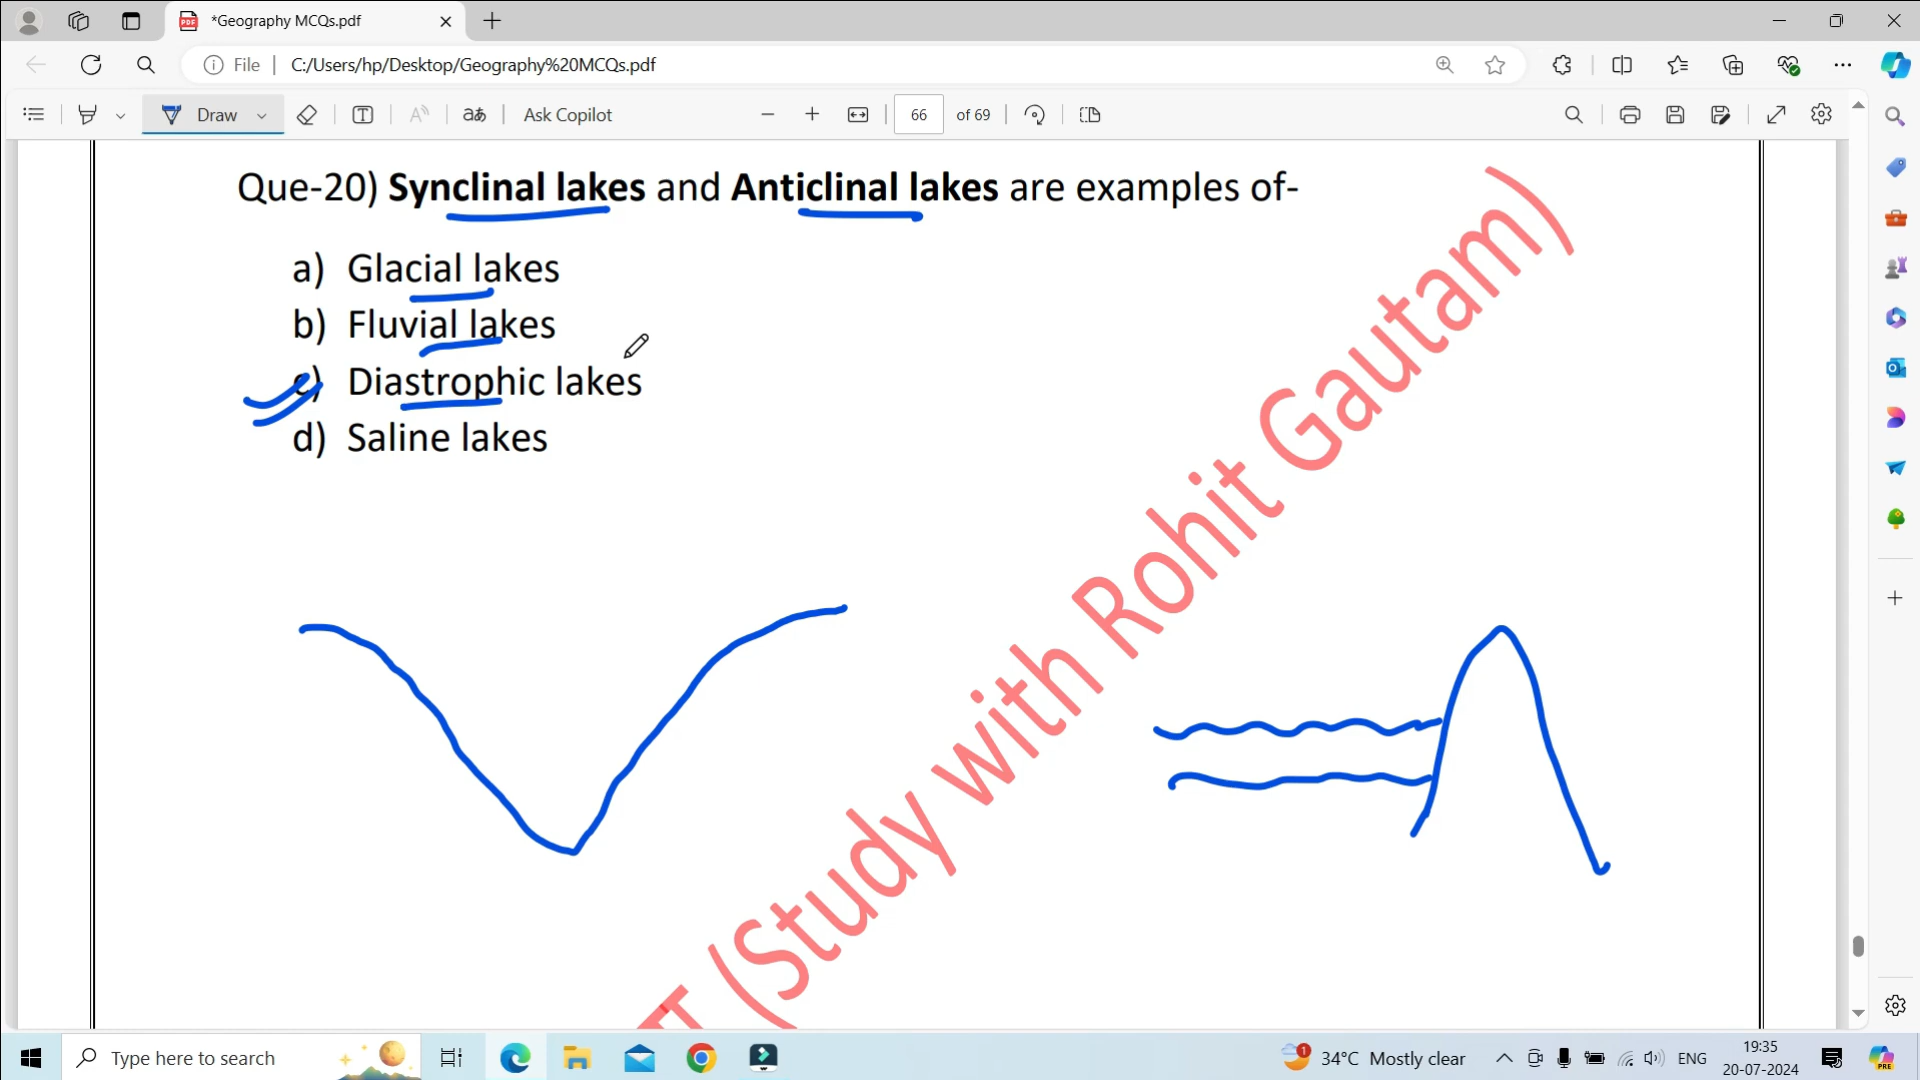 *Geography MCQs.pdf
File
C:/Users/hp/Desktop/Geography%20MCQs.pdf
Draw
Ask Copilot
66
of 69
Que-20) Synclinal lakes and Anticlinal lakes are examples of-
a) Glacial lakes
b) Fluvial lakes
c) Diastrophic lakes
d) Saline lakes
(Study with Rohit Gautam)
Type here to search
1
34°C Mostly clear
ENG
19:35
20-07-2024
PRE